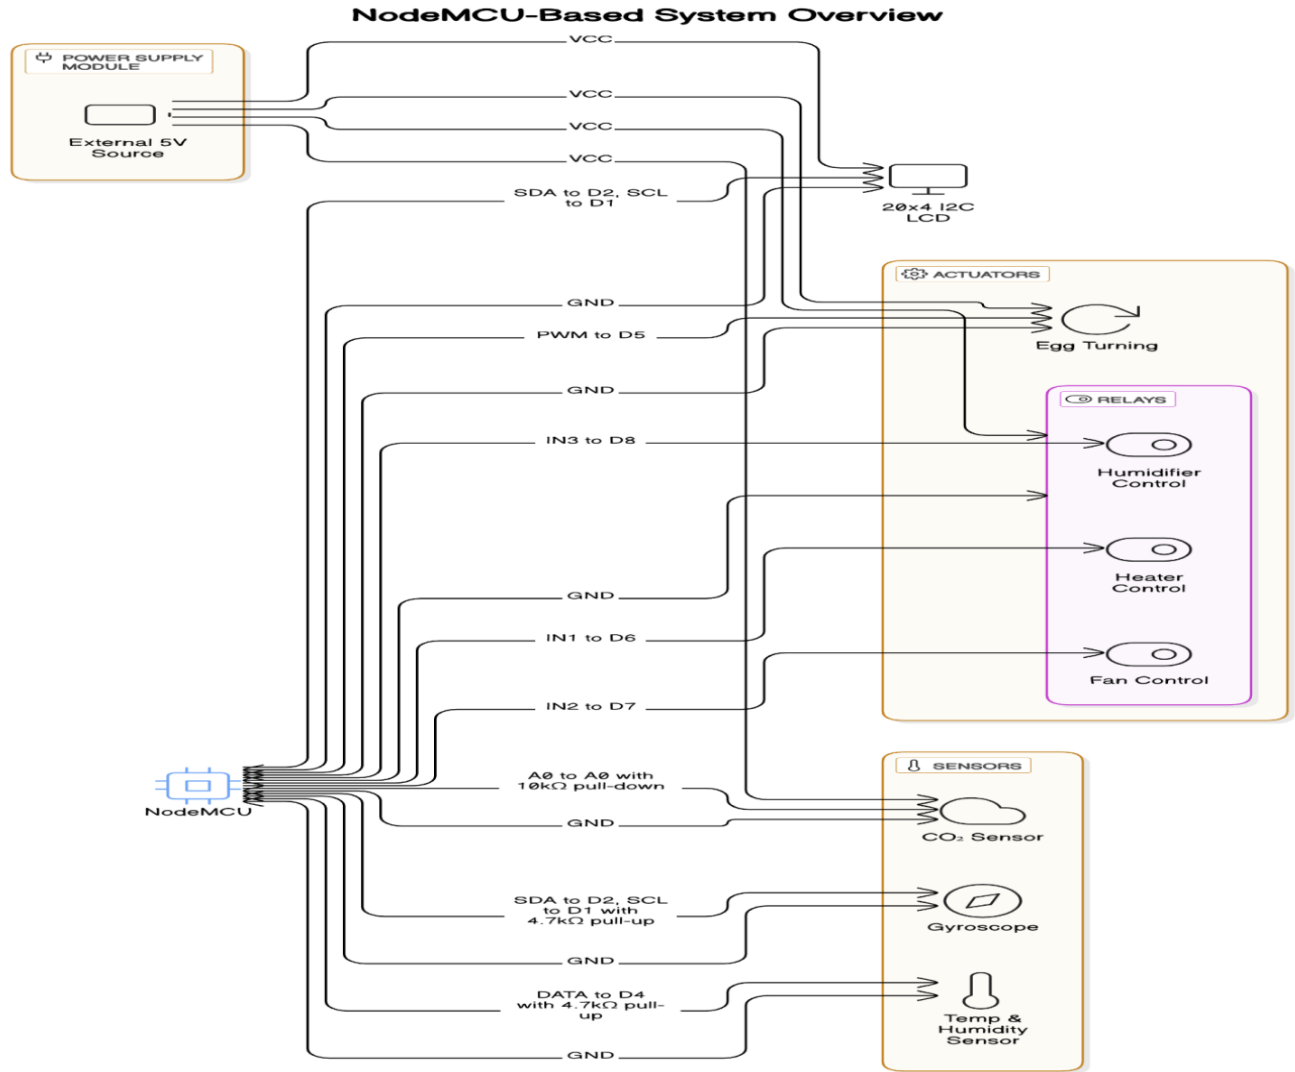 NodeMCU-Based System Overview
POWER SUPPLY
MODULE
External 5V
Source
VCC
VCC
VCC
VCC
SDA to D2, SCL
to D1
20x4 I2C
LCD
GND
PWM to D5
GND
IN3 to D8
GND
IN1 to D6
IN2 to D7
ACTUATORS
Egg Turning
RELAYS
Humidifier
Control
Heater
Control
Fan Control
NodeMCU
A0 to A0 with
10kΩ pull-down
GND
SDA to D2, SCL
to D1 with
4.7kΩ pull-up
GND
DATA to D4
with 4.7kΩ pull-
up
GND
SENSORS
CO₂ Sensor
Gyroscope
Temp &
Humidity
Sensor